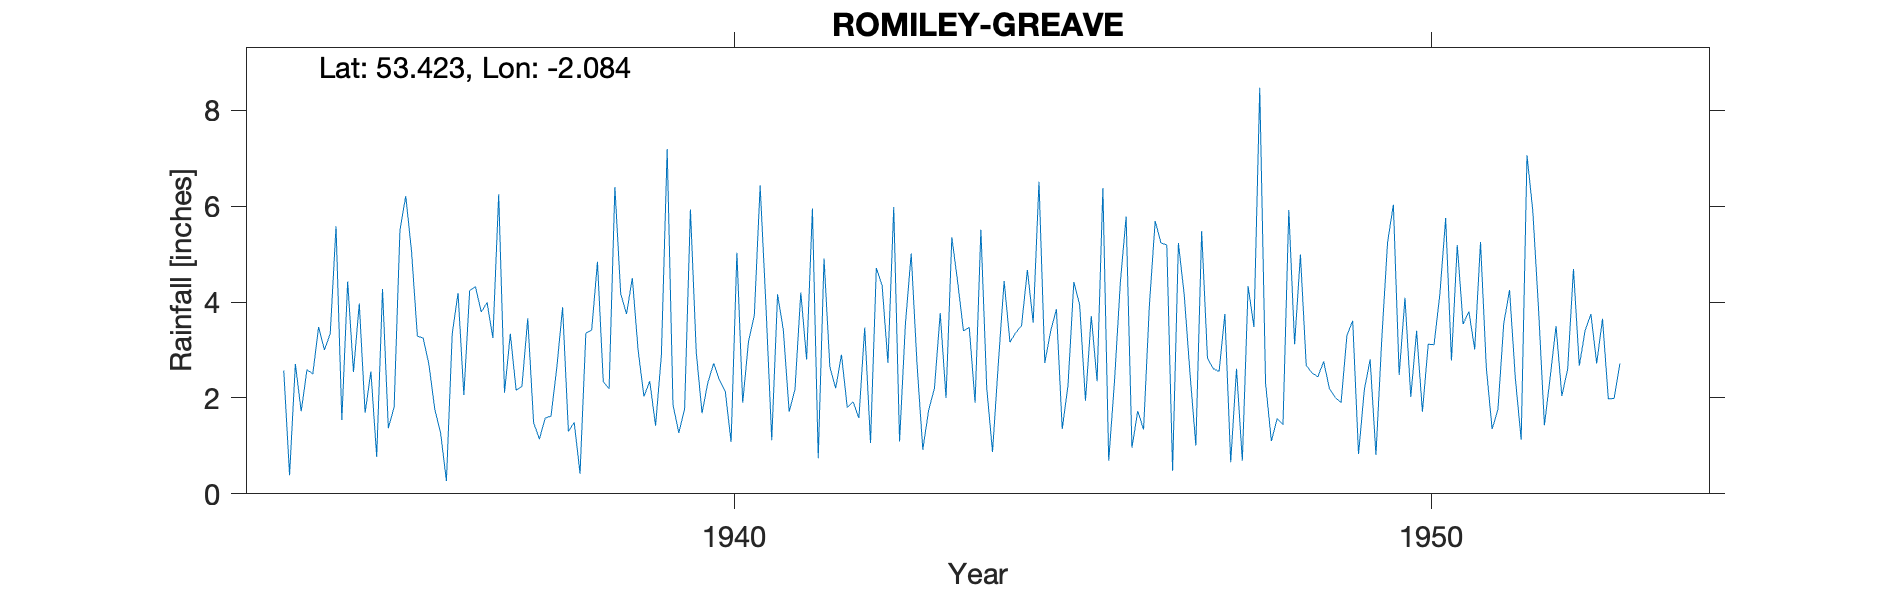 ROMILEY-GREAVE
Lat: 53.423, Lon: -2.084
8
6
4
2
0
Rainfall [inches]
1940
1950
Year